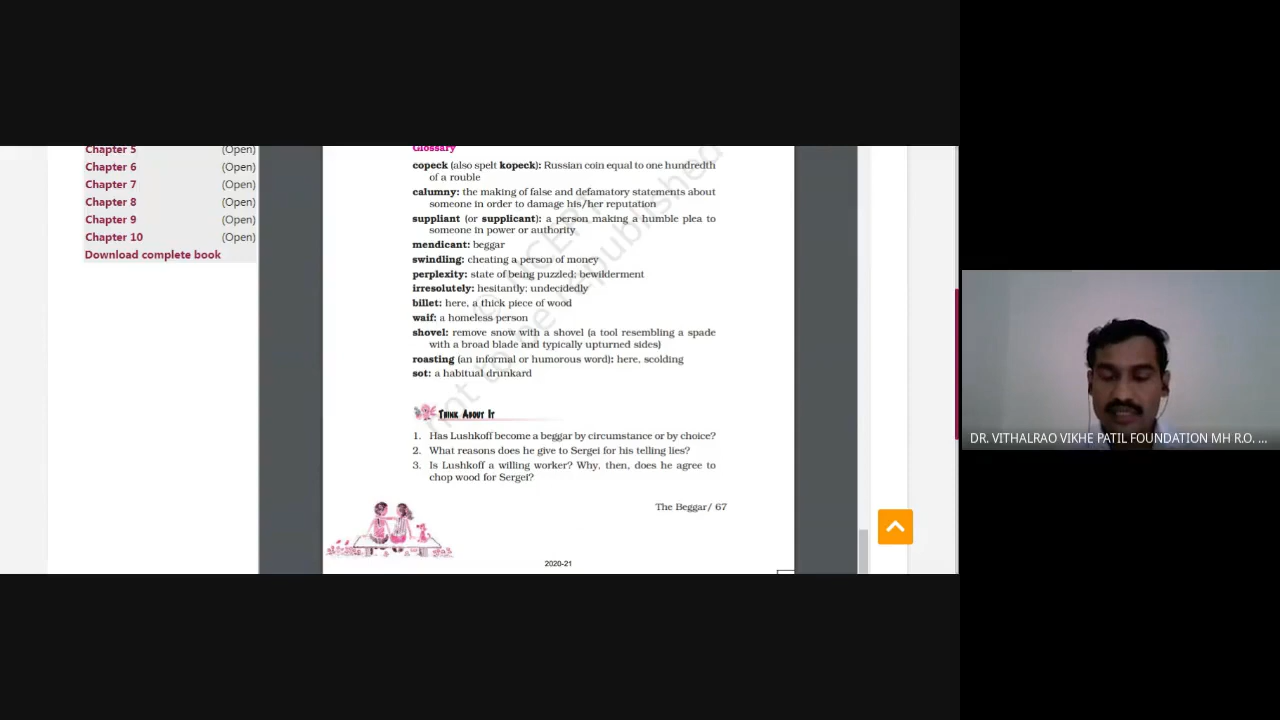 Chapter 5 (Open)
Chapter 6 (Open)
Chapter 7 (Open)
Chapter 8 (Open)
Chapter 9 (Open)
Chapter 10 (Open)
Download complete book
Glossary
copeck (also spelt kopeck): Russian coin equal to one hundredth
of a rouble
calumny: the making of false and defamatory statements about
someone in order to damage his/her reputation
suppliant (or supplicant): a person making a humble plea to
someone in power or authority
mendicant: beggar
swindling: cheating a person of money
perplexity: state of being puzzled; bewilderment
irresolutely: hesitantly; undecidedly
billet: here, a thick piece of wood
waif: a homeless person
shovel: remove snow with a shovel (a tool resembling a spade
with a broad blade and typically upturned sides)
roasting (an informal or humorous word): here, scolding
sot: a habitual drunkard
THINK ABOUT IT
1. Has Lushkoff become a beggar by circumstance or by choice?
2. What reasons does he give to Sergei for his telling lies?
3. Is Lushkoff a willing worker? Why, then, does he agree to
chop wood for Sergei?
The Beggar/ 67
2020-21
© NCERT
not to be republished
DR. VITHALRAO VIKHE PATIL FOUNDATION MH R.O. ...